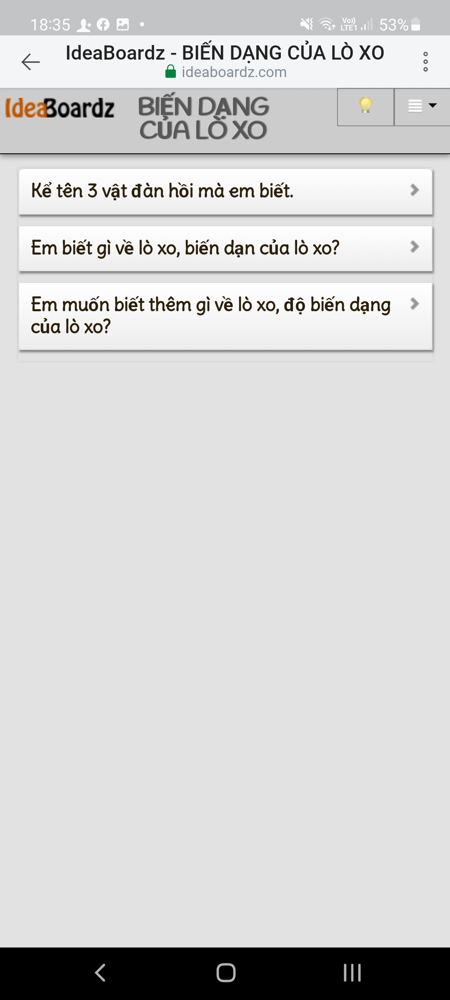 18:35
Vo)) LTE1
53%
IdeaBoardz - BIẾN DẠNG CỦA LÒ XO
ideaboardz.com
IdeaBoardz
BIẾN DẠNG
CỦA LÒ XO
Kể tên 3 vật đàn hồi mà em biết.
Em biết gì về lò xo, biến dạn của lò xo?
Em muốn biết thêm gì về lò xo, độ biến dạng
của lò xo?